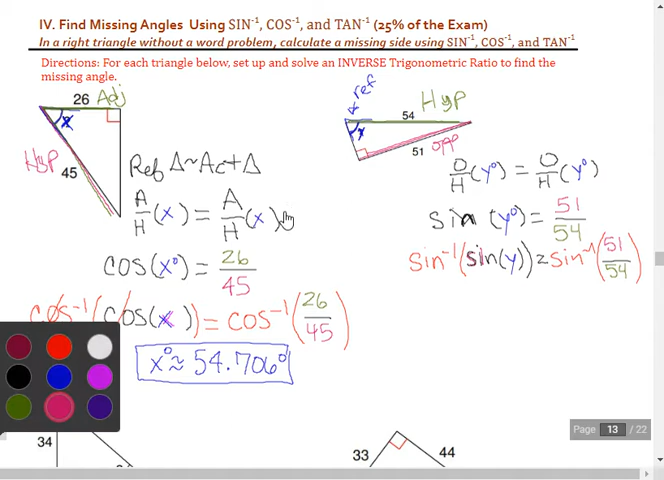 IV. Find Missing Angles Using SIN⁻¹, COS⁻¹, and TAN⁻¹ (25% of the Exam)
In a right triangle without a word problem, calculate a missing side using SIN⁻¹, COS⁻¹, and TAN⁻¹
Directions: For each triangle below, set up and solve an INVERSE Trigonometric Ratio to find the
missing angle.
26 Adj
x
Hyp
45
Ref Δ ~ Act Δ
A/H (x) = A/H (x)
cos(x°) = 26/45
cos⁻¹(cos(x)) = cos⁻¹(26/45)
x° ≈ 54.706°
ref
Hyp
54
x
51 opp
O/H (y°) = O/H (y°)
sin (y°) = 51/54
sin⁻¹(sin(y)) = sin⁻¹(51/54)
34
33
44
Page 13 / 22